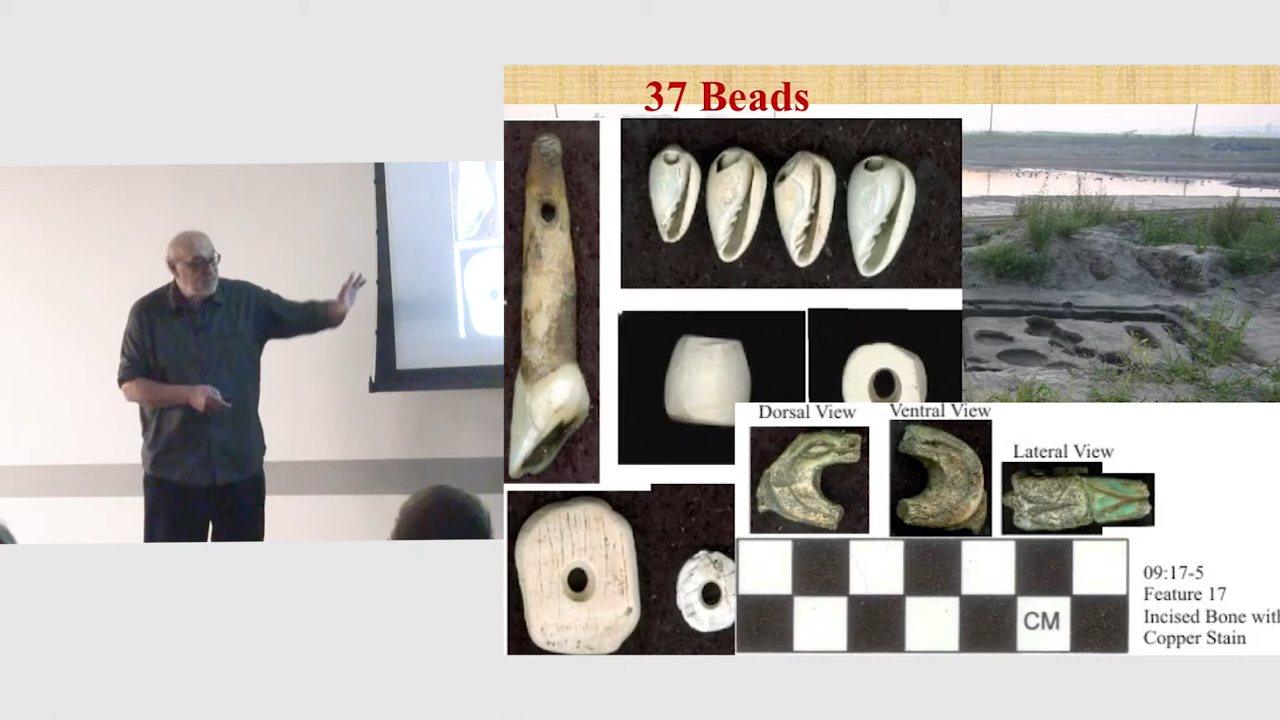 37 Beads
Dorsal View
Ventral View
Lateral View
CM
09:17-5
Feature 17
Incised Bone with
Copper Stain